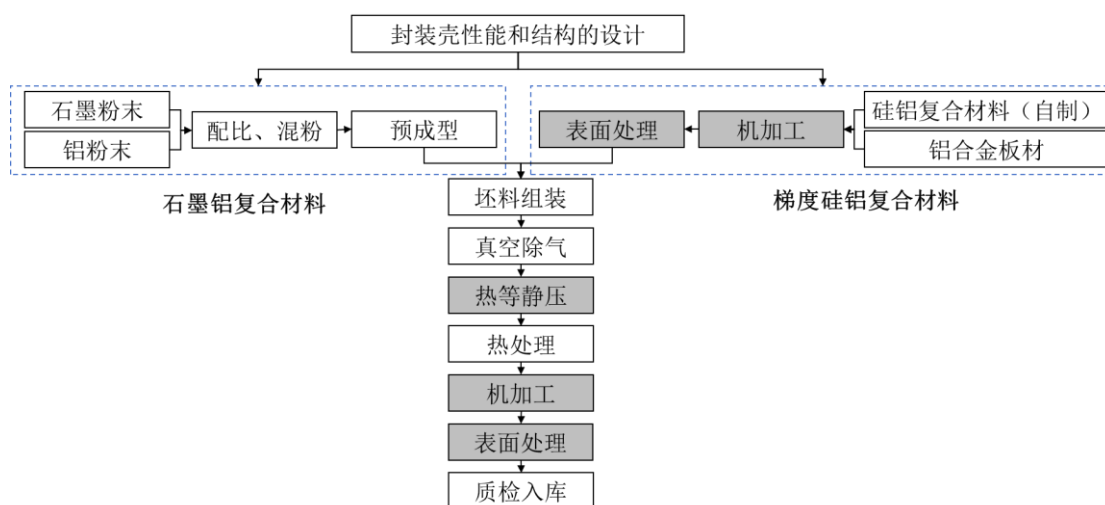 封装壳性能和结构的设计
石墨粉末
铝粉末
配比、混粉
预成型
石墨铝复合材料
表面处理
机加工
硅铝复合材料（自制）
铝合金板材
梯度硅铝复合材料
坯料组装
真空除气
热等静压
热处理
机加工
表面处理
质检入库